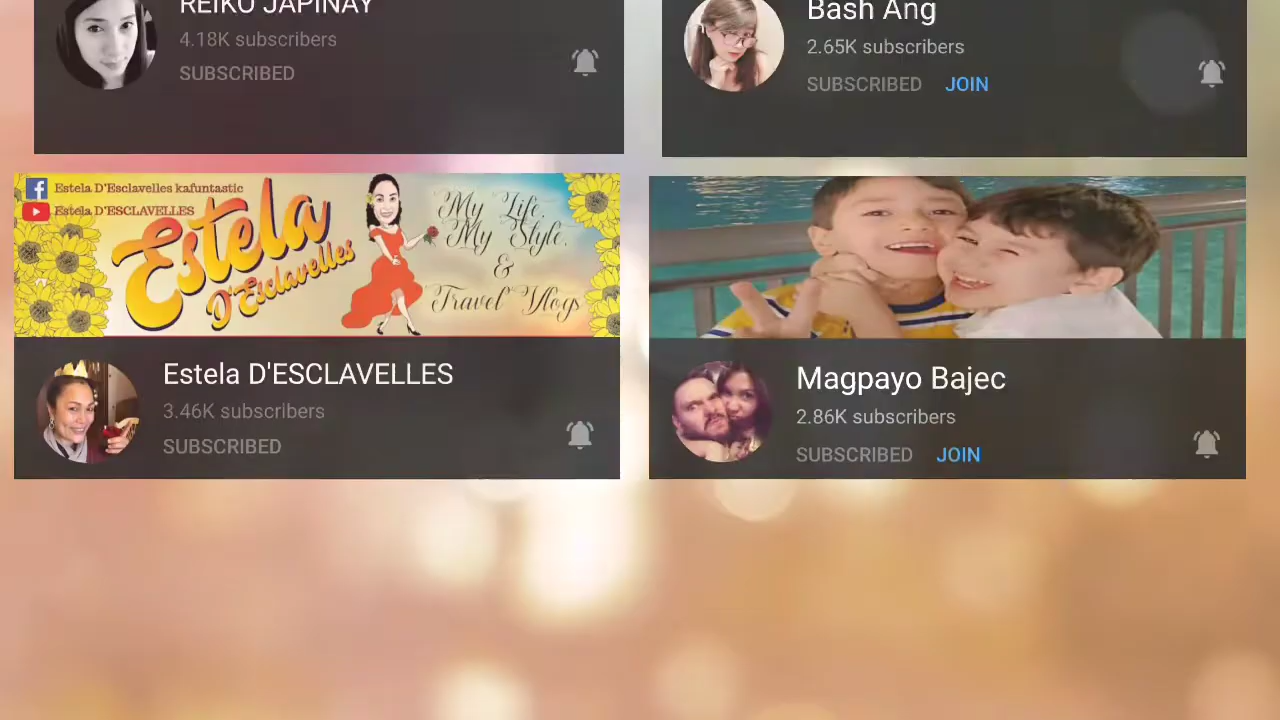 REIKO JAPINAY
4.18K subscribers
SUBSCRIBED
Bash Ang
2.65K subscribers
SUBSCRIBED JOIN
Estela D'Esclavelles kafuntastic
Estela D'ESCLAVELLES
Estela
D'Esclavelles
My Life,
My Style,
&
Travel Vlogs
Estela D'ESCLAVELLES
3.46K subscribers
SUBSCRIBED
Magpayo Bajec
2.86K subscribers
SUBSCRIBED JOIN